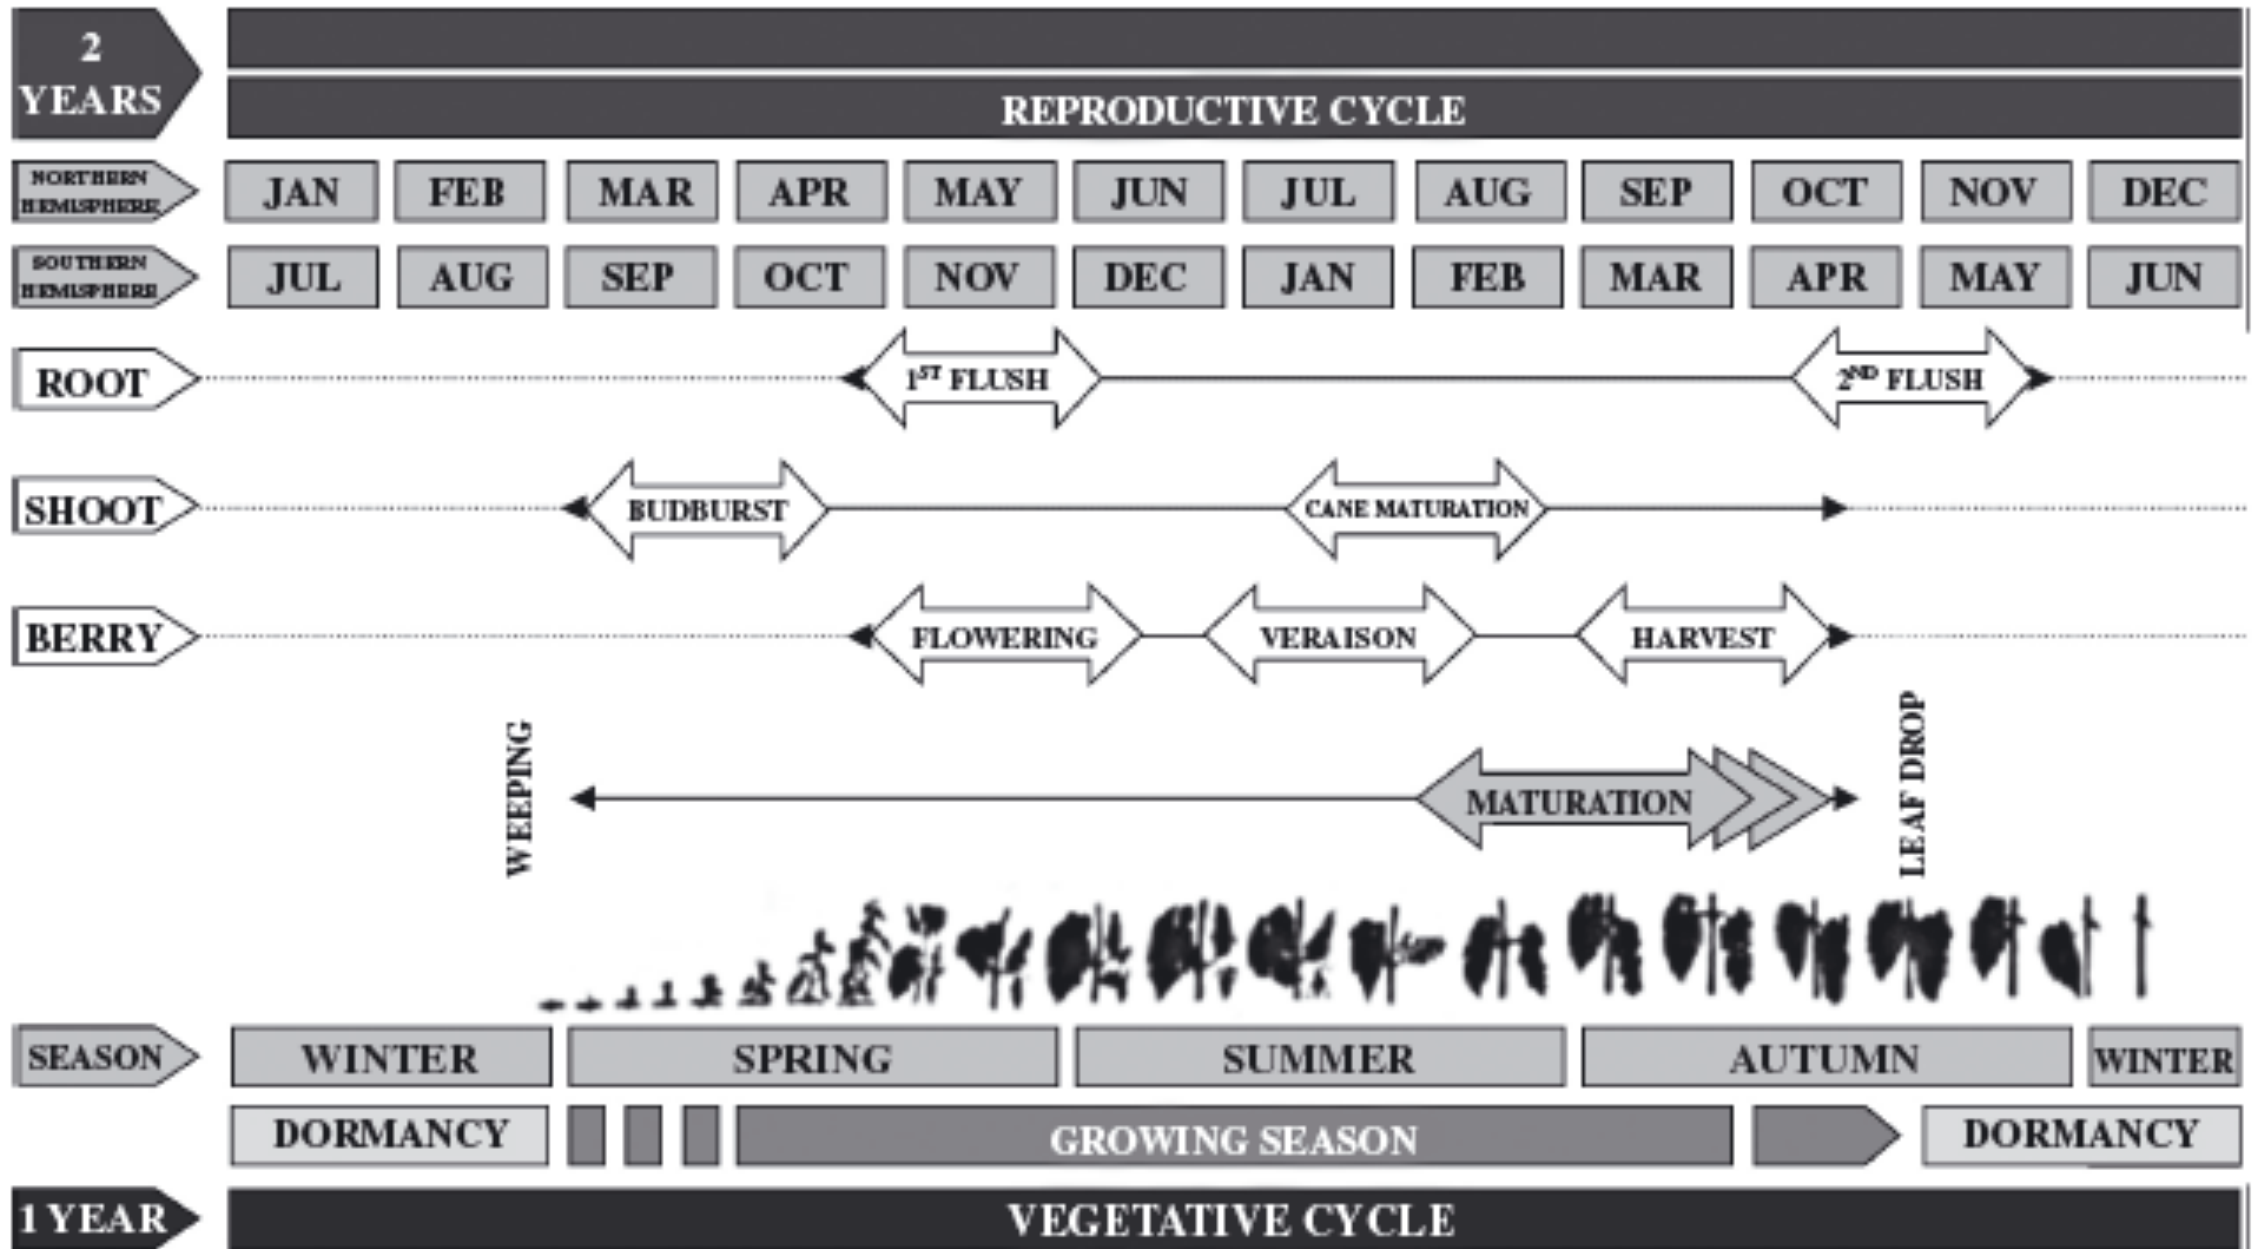 2
YEARS
REPRODUCTIVE CYCLE
NORTHERN
HEMISPHERE
JAN FEB MAR APR MAY JUN JUL AUG SEP OCT NOV DEC
SOUTHERN
HEMISPHERE
JUL AUG SEP OCT NOV DEC JAN FEB MAR APR MAY JUN
ROOT 1ST FLUSH 2ND FLUSH
SHOOT BUDBURST CANE MATURATION
BERRY FLOWERING VERAISON HARVEST
WEEPING
MATURATION
LEAF DROP
SEASON WINTER SPRING SUMMER AUTUMN WINTER
DORMANCY GROWING SEASON DORMANCY
1 YEAR VEGETATIVE CYCLE